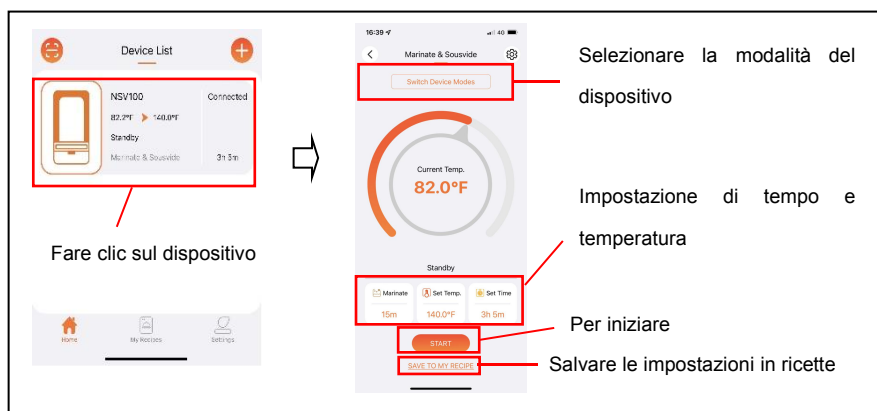 Device List
NSV100
Connected
82.2°F 140.0°F
Standby
Marinate & Sousvide
3h 5m
Fare clic sul dispositivo
Home
My Recipes
Settings
16:39
40
Marinate & Sousvide
Switch Device Modes
Current Temp.
82.0°F
Standby
Marinate
Set Temp.
Set Time
15m
140.0°F
3h 5m
START
SAVE TO MY RECIPE
Selezionare la modalità del
dispositivo
Impostazione di tempo e
temperatura
Per iniziare
Salvare le impostazioni in ricette